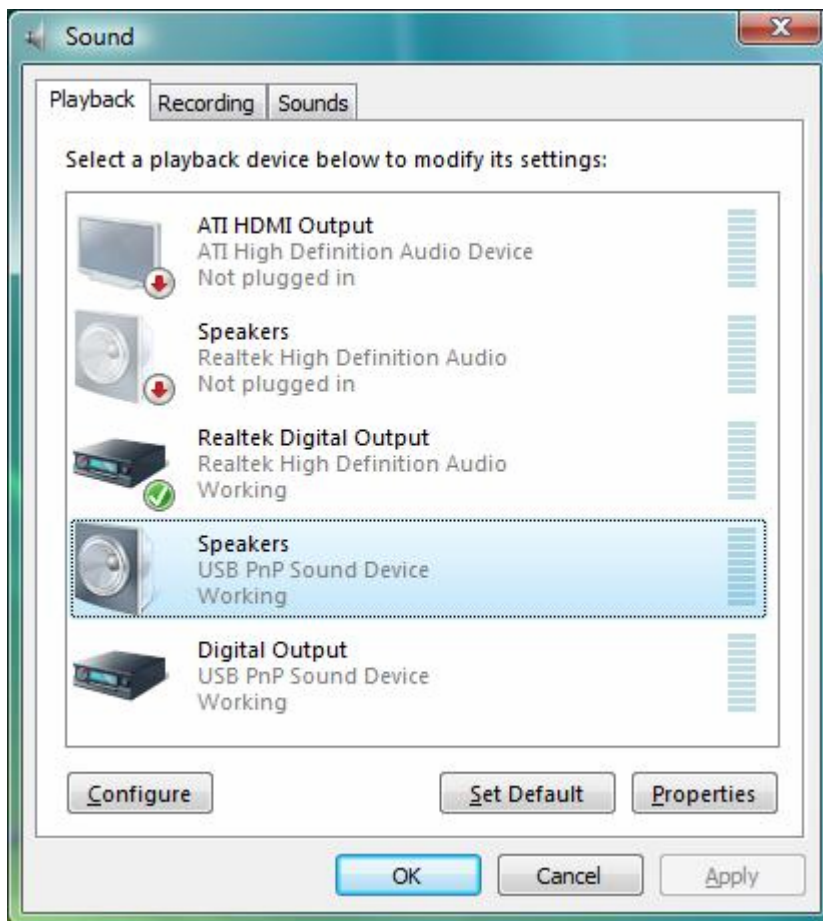 Sound
Playback Recording Sounds
Select a playback device below to modify its settings:
ATI HDMI Output
ATI High Definition Audio Device
Not plugged in
Speakers
Realtek High Definition Audio
Not plugged in
Realtek Digital Output
Realtek High Definition Audio
Working
Speakers
USB PnP Sound Device
Working
Digital Output
USB PnP Sound Device
Working
Configure Set Default Properties
OK Cancel Apply